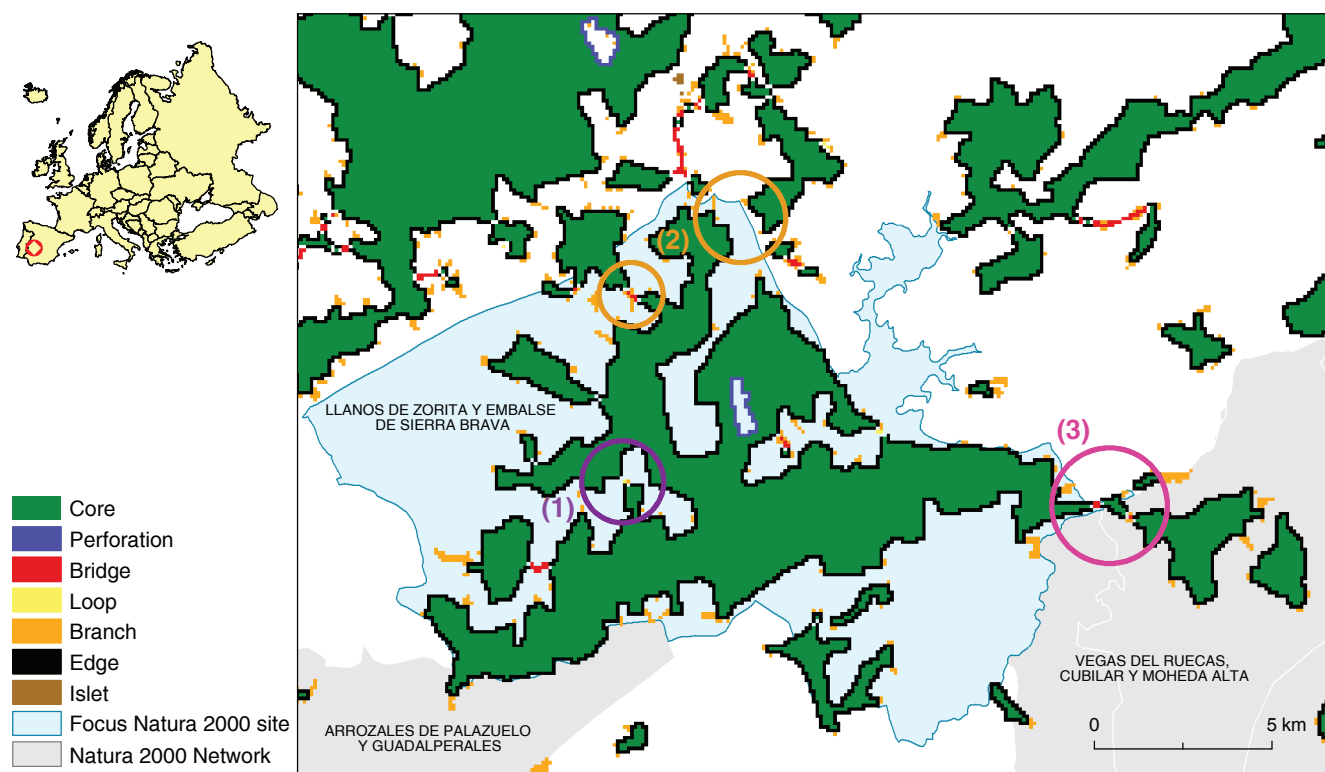 (2)
LLANOS DE ZORITA Y EMBALSE
DE SIERRA BRAVA
(3)
(1)
Core
Perforation
Bridge
Loop
Branch
Edge
Islet
Focus Natura 2000 site
Natura 2000 Network
ARROZALES DE PALAZUELO
Y GUADALPERALES
VEGAS DEL RUECAS,
CUBILAR Y MOHEDA ALTA
0 5 km